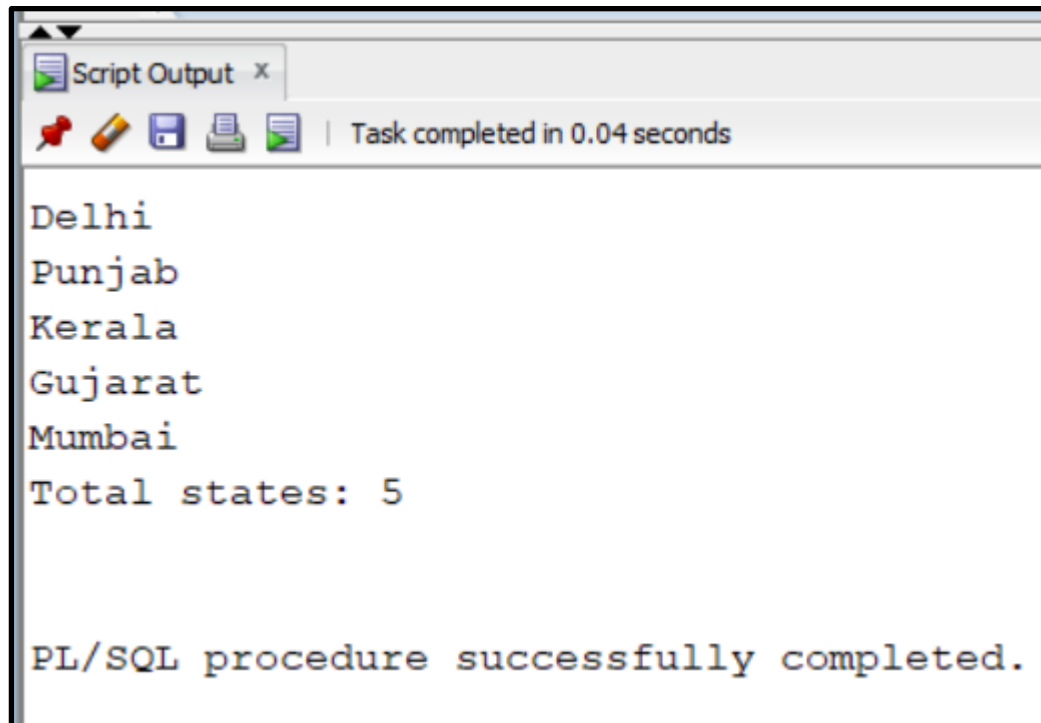 Script Output x
Task completed in 0.04 seconds
Delhi
Punjab
Kerala
Gujarat
Mumbai
Total states: 5
PL/SQL procedure successfully completed.